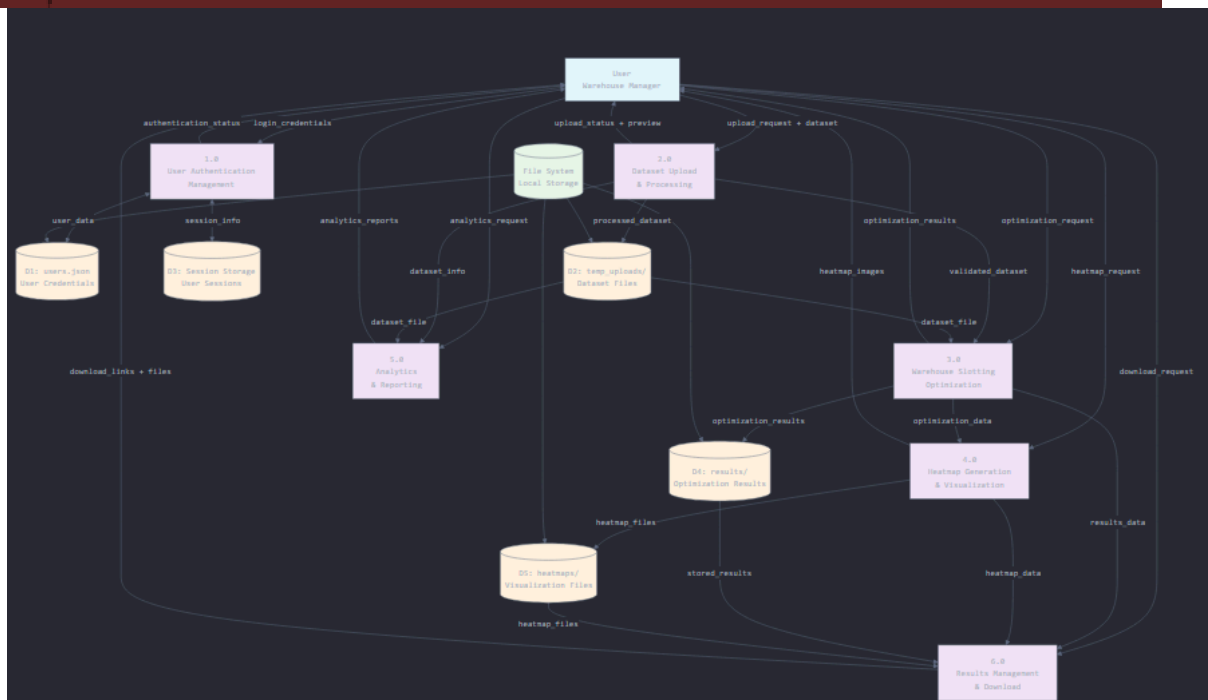 User
Warehouse Manager
authentication_status
login_credentials
upload_status + preview
upload_request + dataset
1.0
User Authentication
Management
File System
Local Storage
2.0
Dataset Upload
& Processing
user_data
session_info
analytics_reports
analytics_request
processed_dataset
optimization_results
optimization_request
D1: users.json
User Credentials
D3: Session Storage
User Sessions
dataset_info
D2: temp_uploads/
Dataset Files
heatmap_images
validated_dataset
heatmap_request
dataset_file
dataset_file
download_links + files
5.0
Analytics
& Reporting
3.0
Warehouse Slotting
Optimization
download_request
optimization_results
optimization_data
D4: results/
Optimization Results
4.0
Heatmap Generation
& Visualization
heatmap_files
results_data
D5: heatmaps/
Visualization Files
stored_results
heatmap_data
heatmap_files
6.0
Results Management
& Download